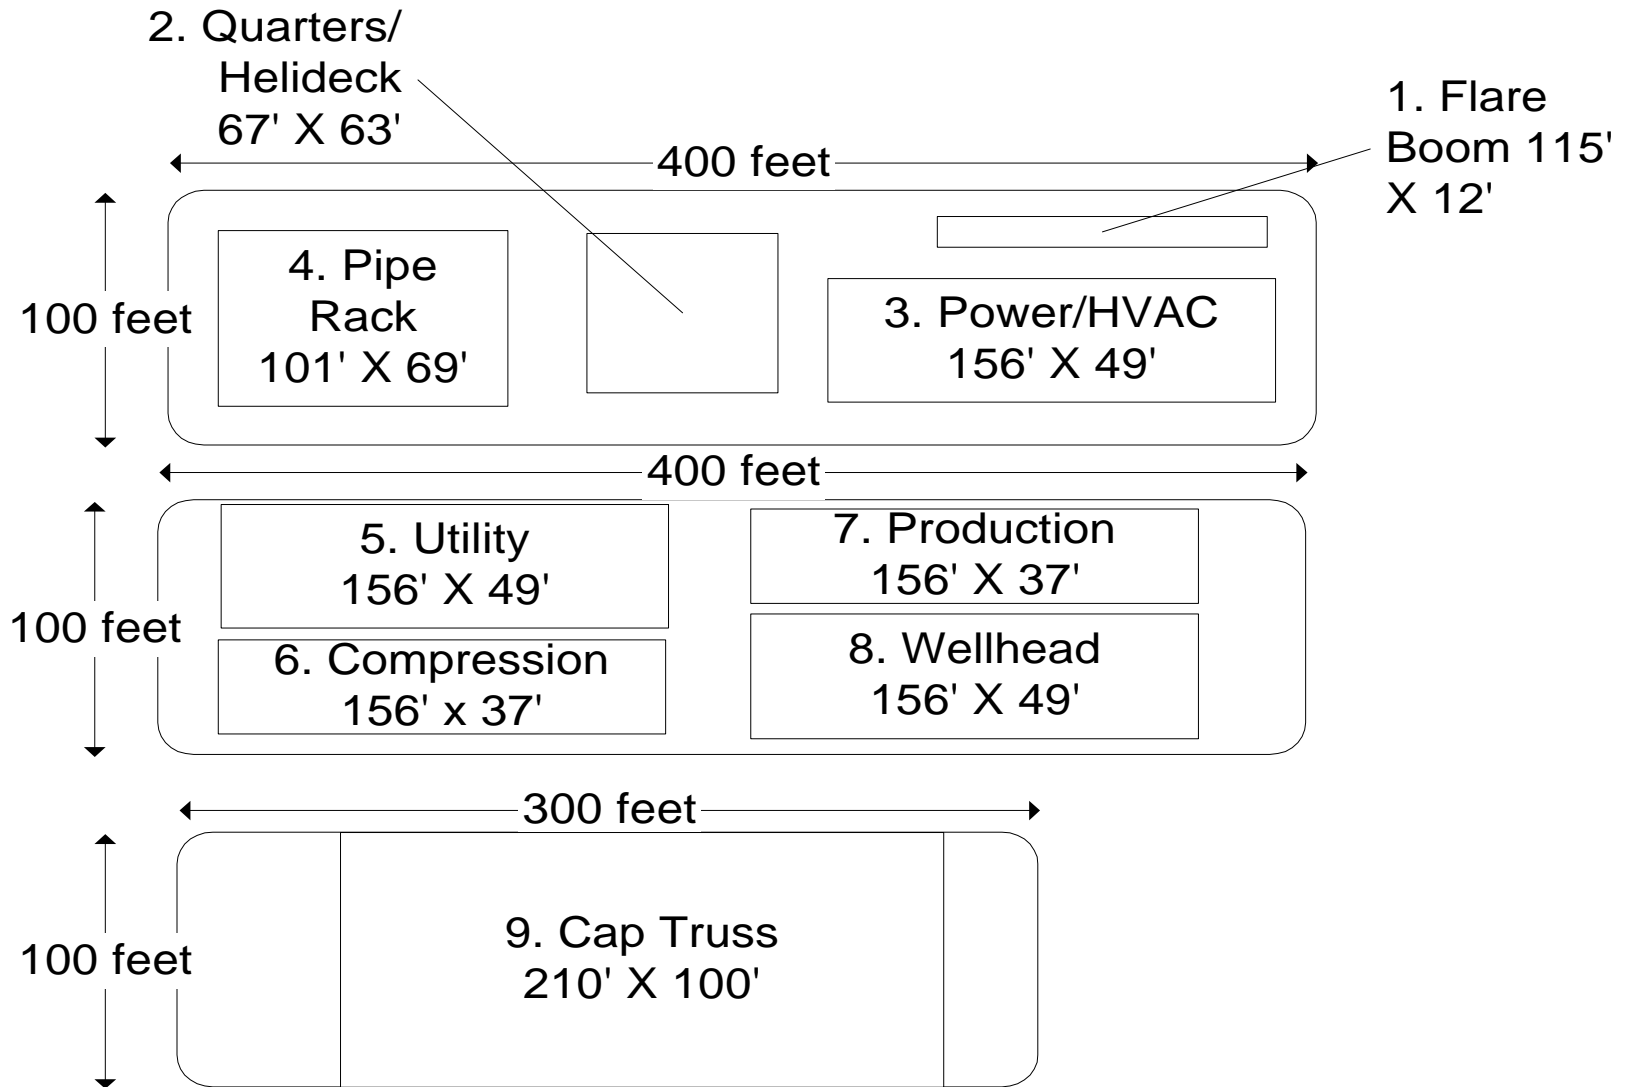 2. Quarters/
Helideck
67' X 63'
1. Flare
Boom 115'
X 12'
400 feet
100 feet
4. Pipe
Rack
101' X 69'
3. Power/HVAC
156' X 49'
400 feet
100 feet
5. Utility
156' X 49'
7. Production
156' X 37'
6. Compression
156' x 37'
8. Wellhead
156' X 49'
300 feet
100 feet
9. Cap Truss
210' X 100'